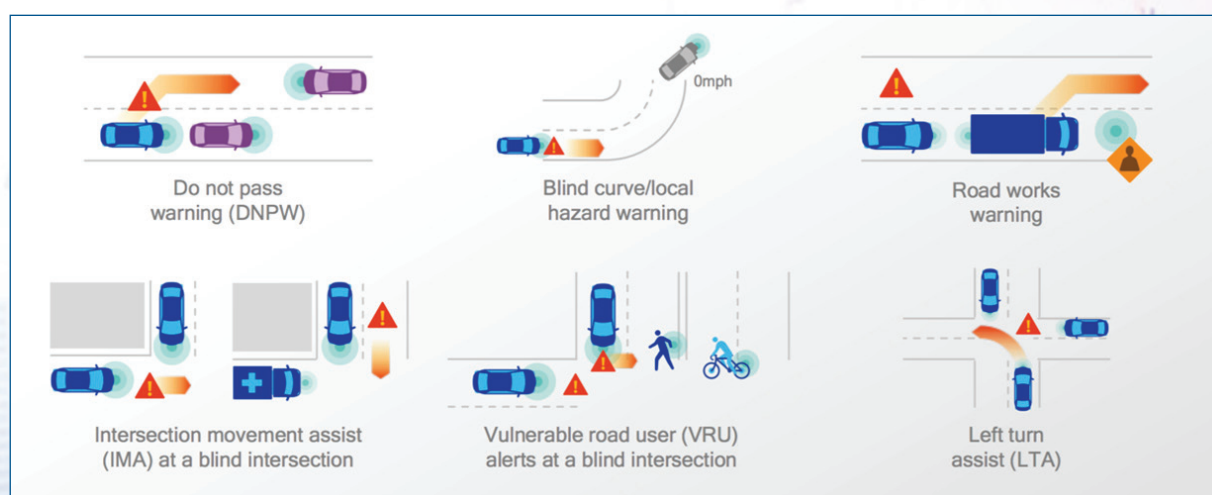 0mph
Do not pass
warning (DNPW)
Blind curve/local
hazard warning
Road works
warning
Intersection movement assist
(IMA) at a blind intersection
Vulnerable road user (VRU)
alerts at a blind intersection
Left turn
assist (LTA)